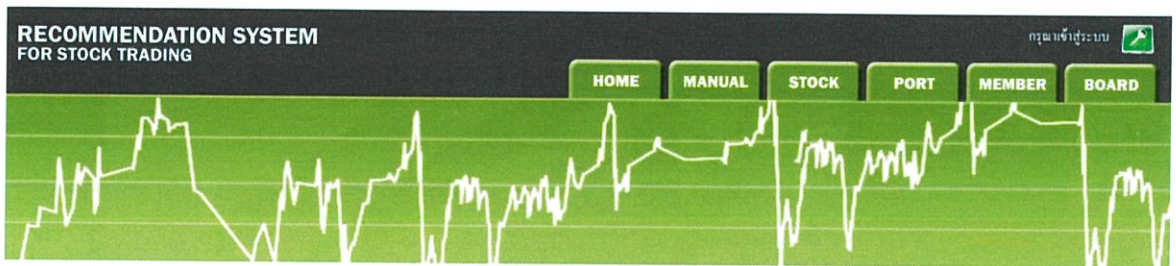 RECOMMENDATION SYSTEM
FOR STOCK TRADING
กรุณาเข้าสู่ระบบ
HOME MANUAL STOCK PORT MEMBER BOARD